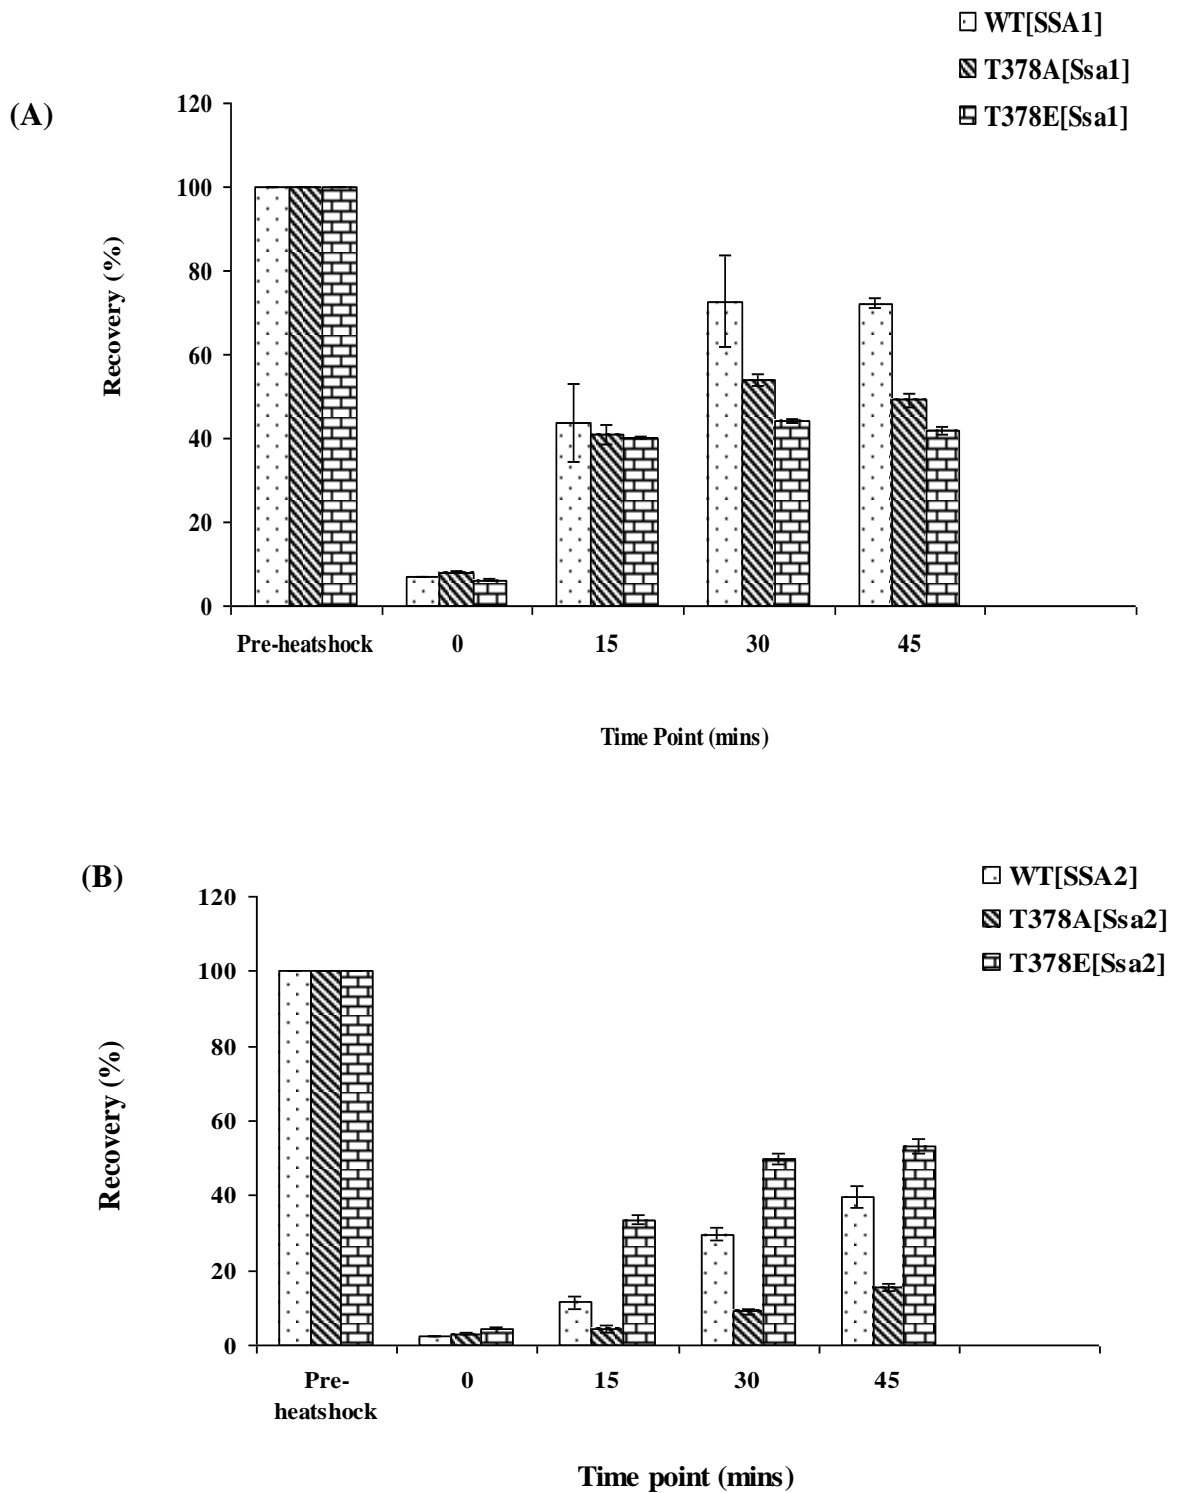 WT[SSA1]
T378A[Ssa1]
T378E[Ssa1]
(A)
120
100
80
60
40
20
0
Recovery (%)
Pre-heatshock 0 15 30 45
Time Point (mins)
(B)
WT[SSA2]
T378A[Ssa2]
T378E[Ssa2]
120
100
80
60
40
20
0
Recovery (%)
Pre- 0 15 30 45
heatshock
Time point (mins)